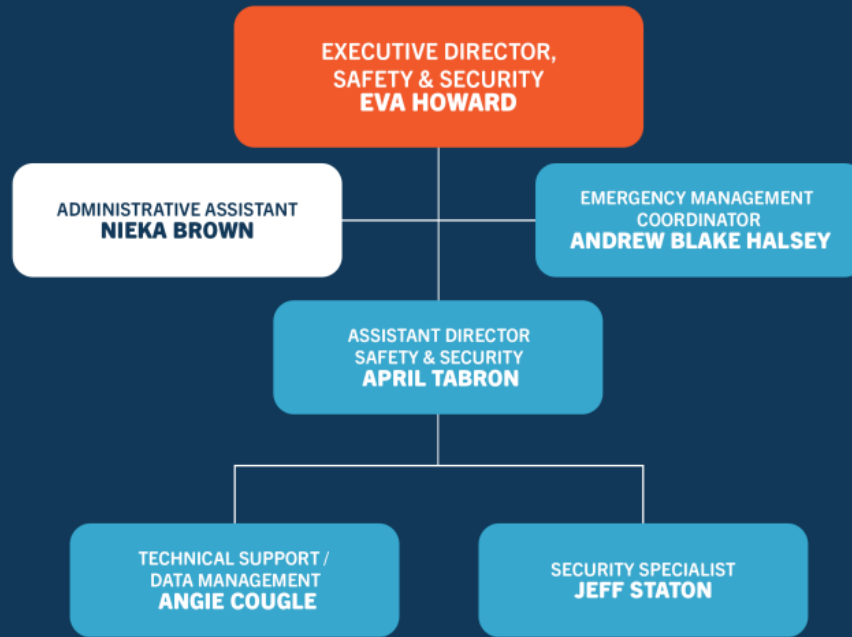 EXECUTIVE DIRECTOR,
SAFETY & SECURITY
EVA HOWARD
ADMINISTRATIVE ASSISTANT
NIEKA BROWN
EMERGENCY MANAGEMENT
COORDINATOR
ANDREW BLAKE HALSEY
ASSISTANT DIRECTOR
SAFETY & SECURITY
APRIL TABRON
TECHNICAL SUPPORT /
DATA MANAGEMENT
ANGIE COUGLE
SECURITY SPECIALIST
JEFF STATON